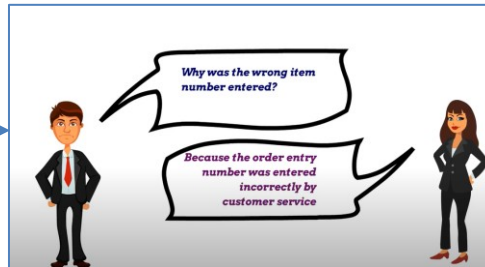 Why was the wrong item
number entered?
Because the order entry
number was entered
incorrectly by
customer service